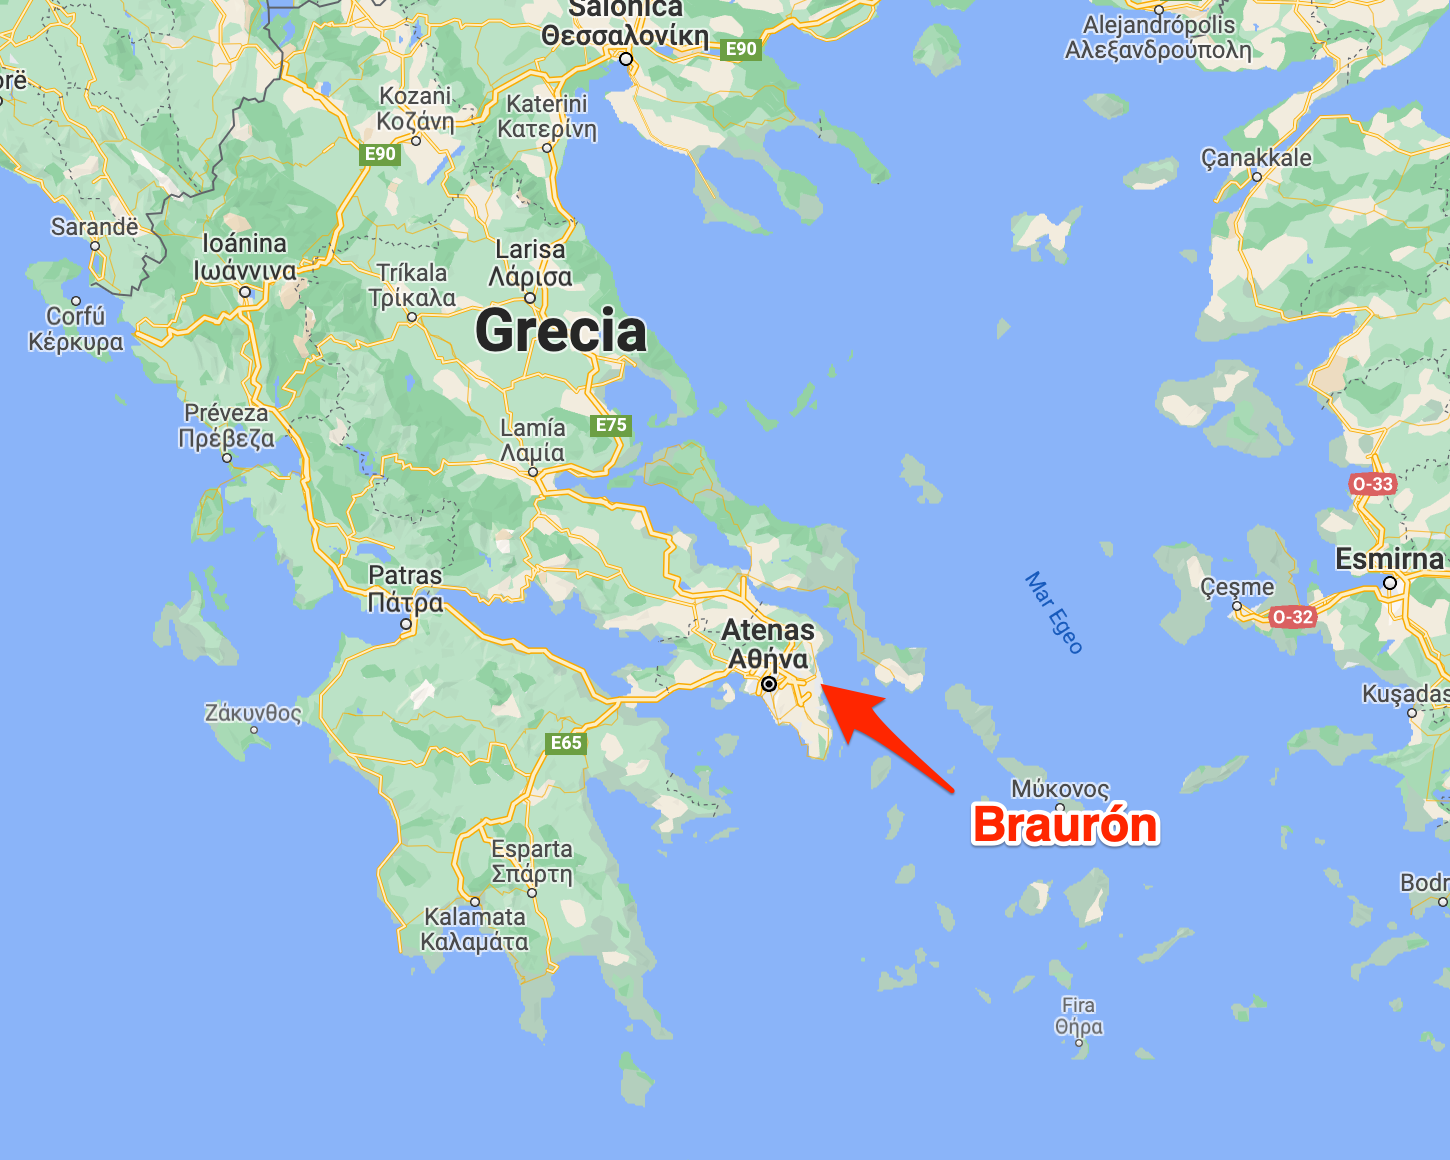 Salónica
Θεσσαλονίκη
E90
Alejandrópolis
Αλεξανδρούπολη
Kozani
Κοζάνη
Katerini
Κατερίνη
E90
Çanakkale
Sarandë
Ioánina
Ιωάννινα
Larisa
Λάρισα
Tríkala
Τρίκαλα
Corfú
Κέρκυρα
Grecia
Préveza
Πρέβεζα
E75
Lamía
Λαμία
O-33
Mar Egeo
Esmirna
Çeşme
O-32
Patras
Πάτρα
Atenas
Αθήνα
Ζάκυνθος
Kuşadas
E65
Μύκονος
Braurón
Esparta
Σπάρτη
Bodr
Kalamata
Καλαμάτα
Fira
Θήρα